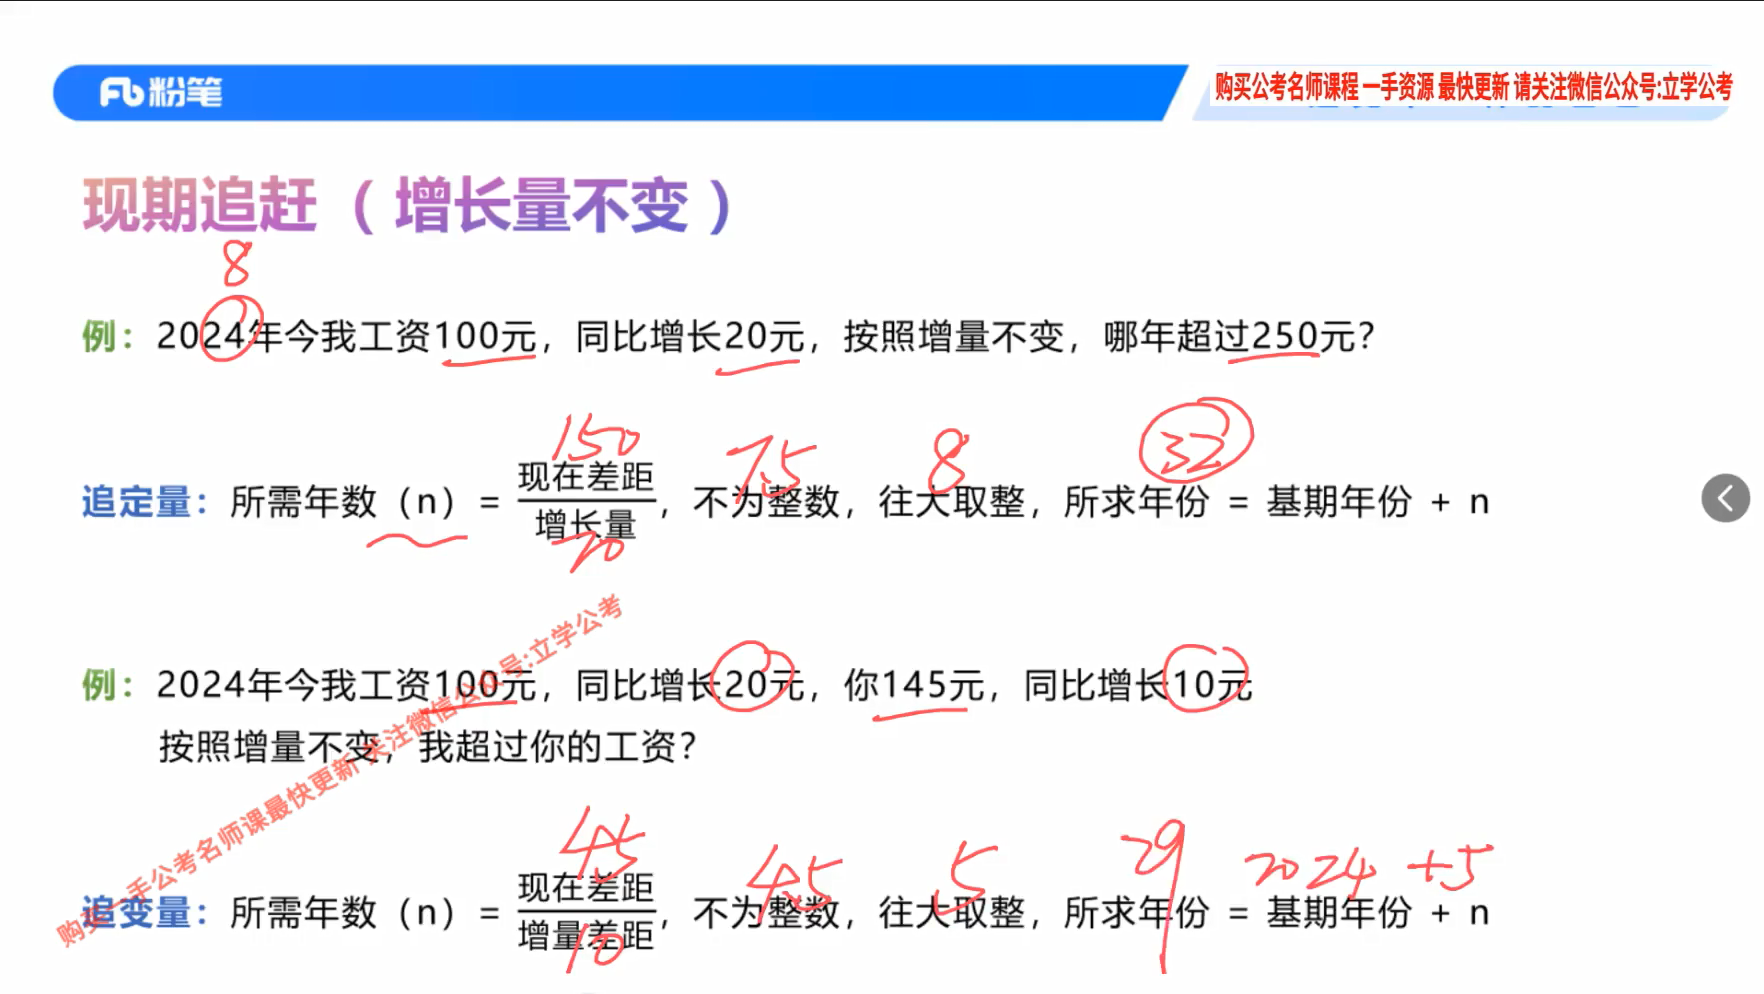 粉笔
购买公考名师课程 一手资源 最快更新 请关注微信公众号:立学公考
现期追赶（增长量不变）
8
例：2024年今我工资100元，同比增长20元，按照增量不变，哪年超过250元？
150 7.5 8 32
追定量：所需年数（n）= 现在差距/增长量，不为整数，往大取整，所求年份 = 基期年份 + n
20
例：2024年今我工资100元，同比增长20元，你145元，同比增长10元
按照增量不变，我超过你的工资？
45 4.5 5 29 2024 +5
追变量：所需年数（n）= 现在差距/增量差距，不为整数，往大取整，所求年份 = 基期年份 + n
10
购买一手公考名师课最快更新 关注微信公众号:立学公考